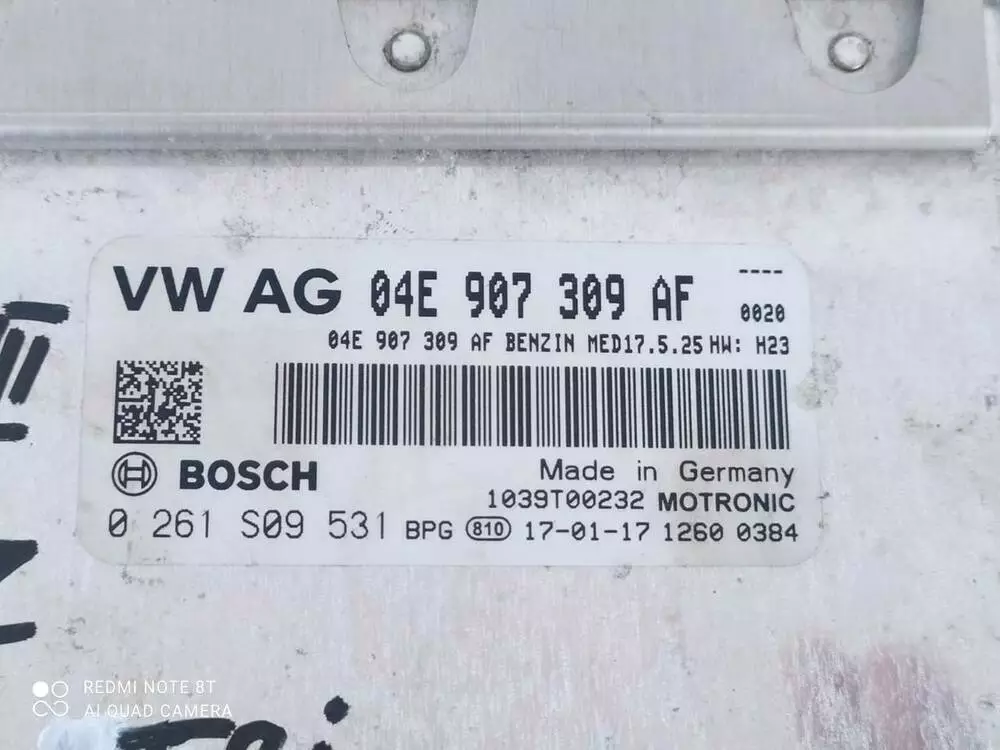 VW AG 04E 907 309 AF ----
0020
04E 907 309 AF BENZIN MED17.5.25 HW: H23
BOSCH
Made in Germany
1039T00232 MOTRONIC
0 261 S09 531 BPG 810 17-01-17 1260 0384
REDMI NOTE 8T
AI QUAD CAMERA